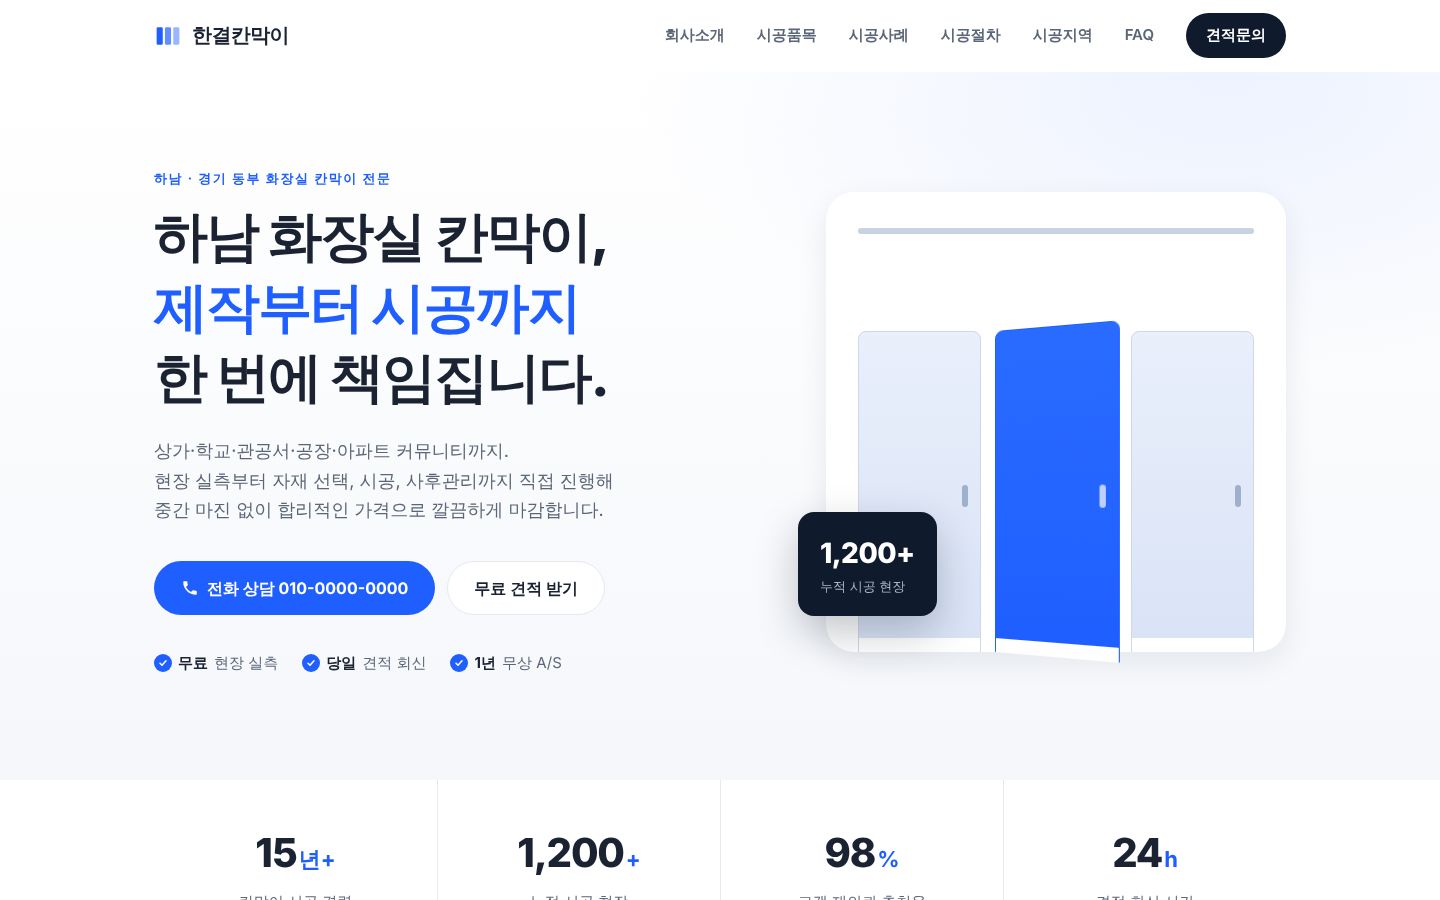 한결칸막이
회사소개
시공품목
시공사례
시공절차
시공지역
FAQ
견적문의
하남 · 경기 동부 화장실 칸막이 전문
하남 화장실 칸막이,
제작부터 시공까지
한 번에 책임집니다.
상가·학교·관공서·공장·아파트 커뮤니티까지.
현장 실측부터 자재 선택, 시공, 사후관리까지 직접 진행해
중간 마진 없이 합리적인 가격으로 깔끔하게 마감합니다.
전화 상담 010-0000-0000
무료 견적 받기
무료 현장 실측
당일 견적 회신
1년 무상 A/S
1,200+
누적 시공 현장
15년+
1,200+
98%
24h